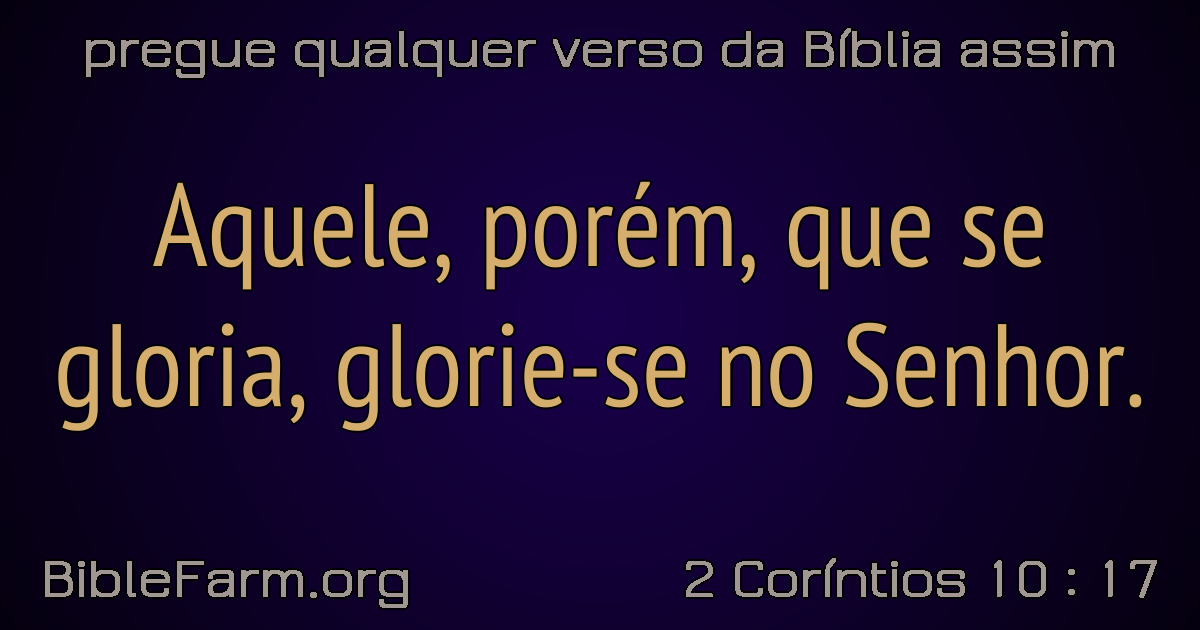 pregue qualquer verso da Bíblia assim
Aquele, porém, que se
gloria, glorie-se no Senhor.
BibleFarm.org
2 Coríntios 10 : 17